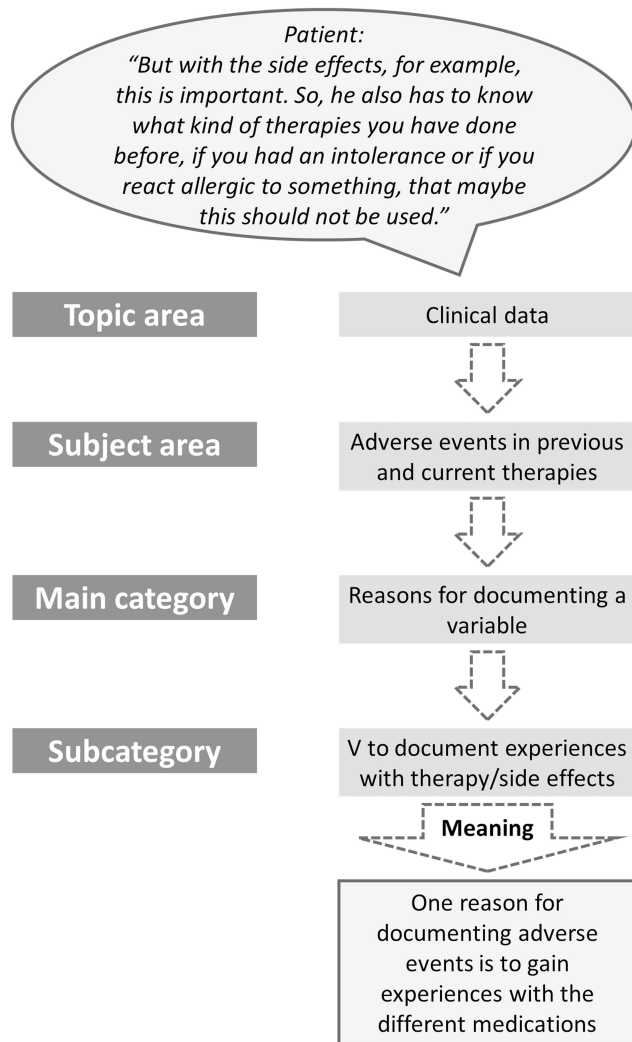 Patient:
“But with the side effects, for example,
this is important. So, he also has to know
what kind of therapies you have done
before, if you had an intolerance or if you
react allergic to something, that maybe
this should not be used.”
Topic area
Clinical data
Subject area
Adverse events in previous
and current therapies
Main category
Reasons for documenting a
variable
Subcategory
V to document experiences
with therapy/side effects
Meaning
One reason for
documenting adverse
events is to gain
experiences with the
different medications